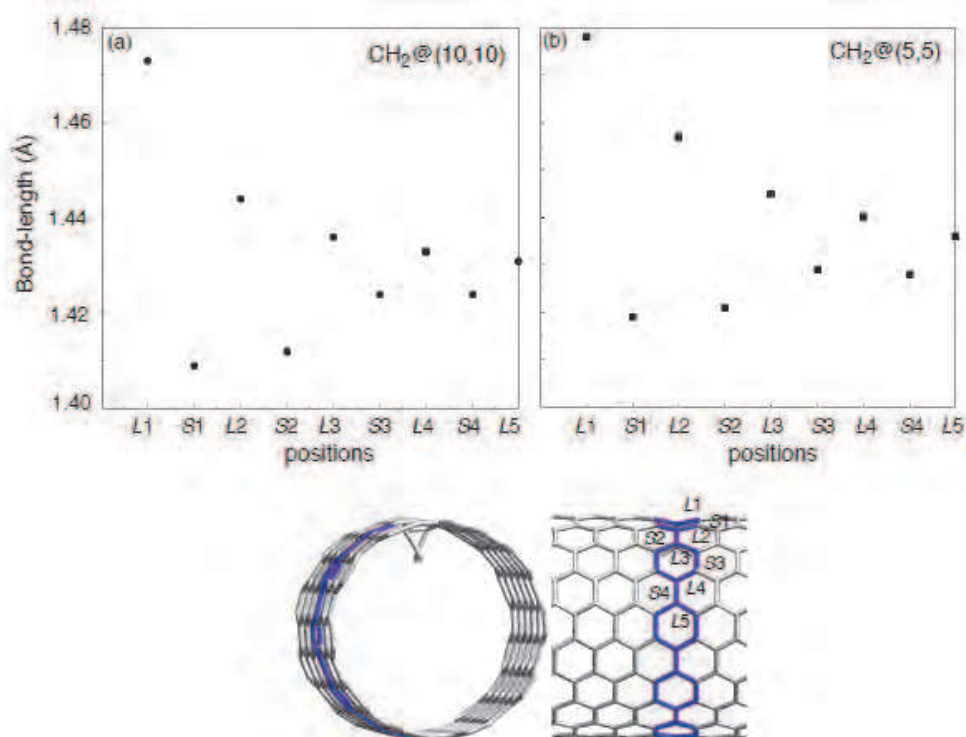 1.48
(a)
CH₂@(10,10)
(b)
CH₂@(5,5)
1.46
1.44
1.42
1.40
Bond-length (Å)
L1 S1 L2 S2 L3 S3 L4 S4 L5
L1 S1 L2 S2 L3 S3 L4 S4 L5
positions
positions
L1
S1
S2 L2
L3 S3
S4 L4
L5